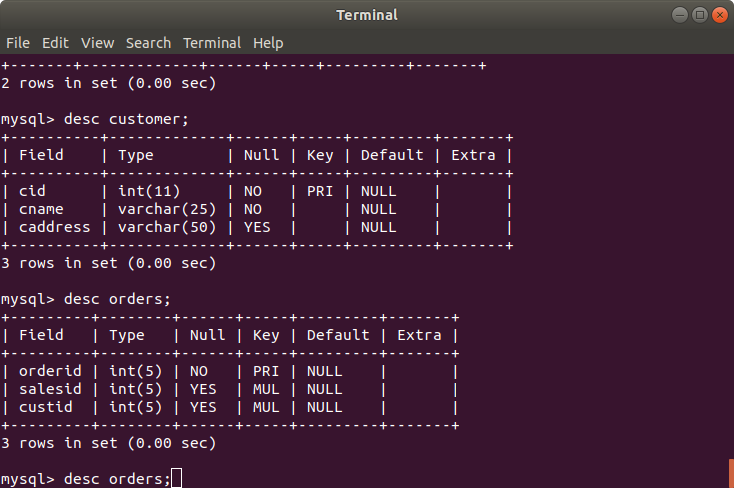 Terminal
File Edit View Search Terminal Help
+-------+-------------+------+-----+---------+-------+
2 rows in set (0.00 sec)
mysql> desc customer;
+----------+-------------+------+-----+---------+-------+
| Field    | Type        | Null | Key | Default | Extra |
+----------+-------------+------+-----+---------+-------+
| cid      | int(11)     | NO   | PRI | NULL    |       |
| cname    | varchar(25) | NO   |     | NULL    |       |
| caddress | varchar(50) | YES  |     | NULL    |       |
+----------+-------------+------+-----+---------+-------+
3 rows in set (0.00 sec)
mysql> desc orders;
+---------+--------+------+-----+---------+-------+
| Field   | Type   | Null | Key | Default | Extra |
+---------+--------+------+-----+---------+-------+
| orderid | int(5) | NO   | PRI | NULL    |       |
| salesid | int(5) | YES  | MUL | NULL    |       |
| custid  | int(5) | YES  | MUL | NULL    |       |
+---------+--------+------+-----+---------+-------+
3 rows in set (0.00 sec)
mysql> desc orders;